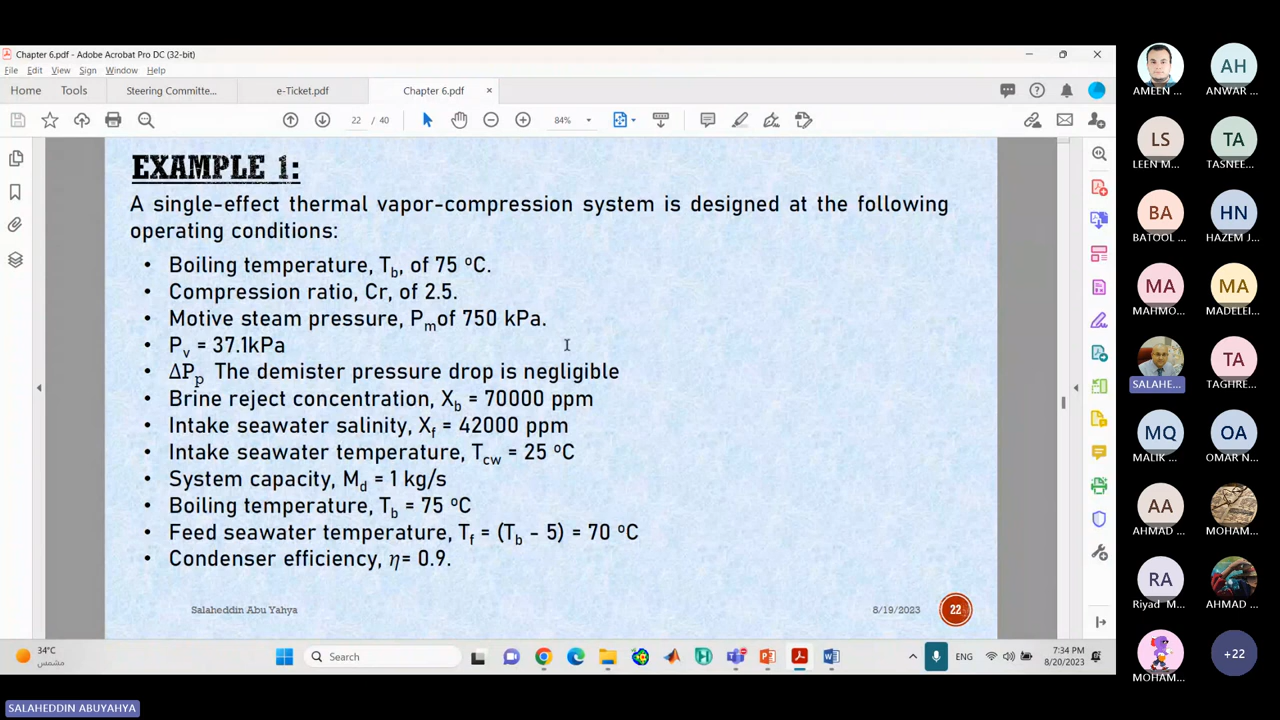 Chapter 6.pdf - Adobe Acrobat Pro DC (32-bit)
File Edit View Sign Window Help
Home Tools Steering Committe... e-Ticket.pdf Chapter 6.pdf
22 / 40 84%
EXAMPLE 1:
A single-effect thermal vapor-compression system is designed at the following
operating conditions:
• Boiling temperature, Tb, of 75 ºC.
• Compression ratio, Cr, of 2.5.
• Motive steam pressure, Pmof 750 kPa.
• Pv = 37.1kPa
• ΔPp The demister pressure drop is negligible
• Brine reject concentration, Xb = 70000 ppm
• Intake seawater salinity, Xf = 42000 ppm
• Intake seawater temperature, Tcw = 25 ºC
• System capacity, Md = 1 kg/s
• Boiling temperature, Tb = 75 ºC
• Feed seawater temperature, Tf = (Tb – 5) = 70 ºC
• Condenser efficiency, η= 0.9.
Salaheddin Abu Yahya 8/19/2023 22
34°C
مشمس
Search
ENG
7:34 PM
8/20/2023
SALAHEDDIN ABUYAHYA
AMEEN ...
AH
ANWAR ...
LS
LEEN M...
TA
TASNEE...
BA
BATOOL ...
HN
HAZEM J...
MA
MAHMO...
MA
MADELEI...
SALAHE...
TA
TAGHRE...
MQ
MALIK ...
OA
OMAR N...
AA
AHMAD ...
MOHAM...
RA
Riyad M...
AHMAD ...
MOHAM...
+22